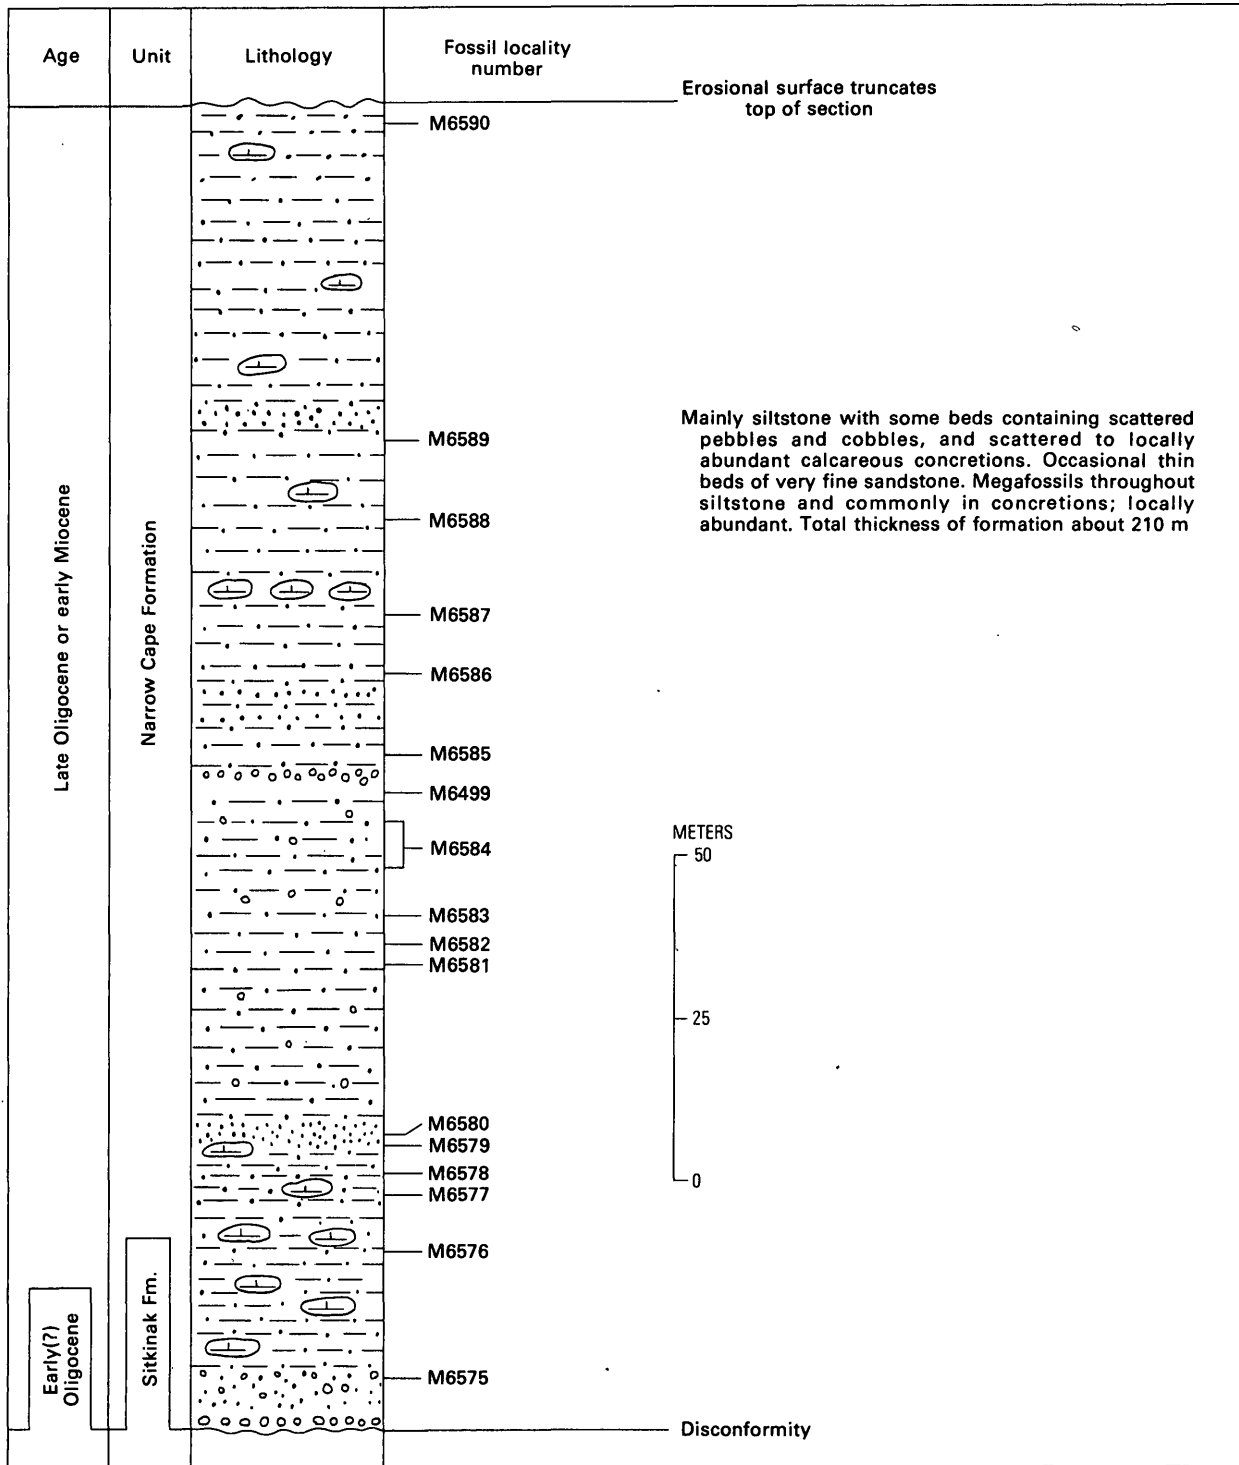 Age
Unit
Lithology
Fossil locality
number
Erosional surface truncates
top of section
M6590
M6589
M6588
M6587
M6586
M6585
M6499
M6584
M6583
M6582
M6581
M6580
M6579
M6578
M6577
M6576
M6575
Late Oligocene or early Miocene
Narrow Cape Formation
Early(?)
Oligocene
Sitkinak Fm.
Mainly siltstone with some beds containing scattered
pebbles and cobbles, and scattered to locally
abundant calcareous concretions. Occasional thin
beds of very fine sandstone. Megafossils throughout
siltstone and commonly in concretions; locally
abundant. Total thickness of formation about 210 m
METERS
50
25
0
Disconformity